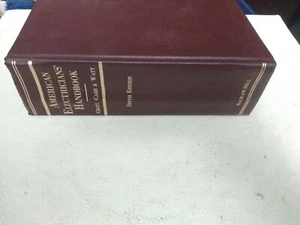 AMERICAN
ELECTRICIANS'
HANDBOOK
CROFT, CARR & WATT
NINTH EDITION
McGRAW-HILL